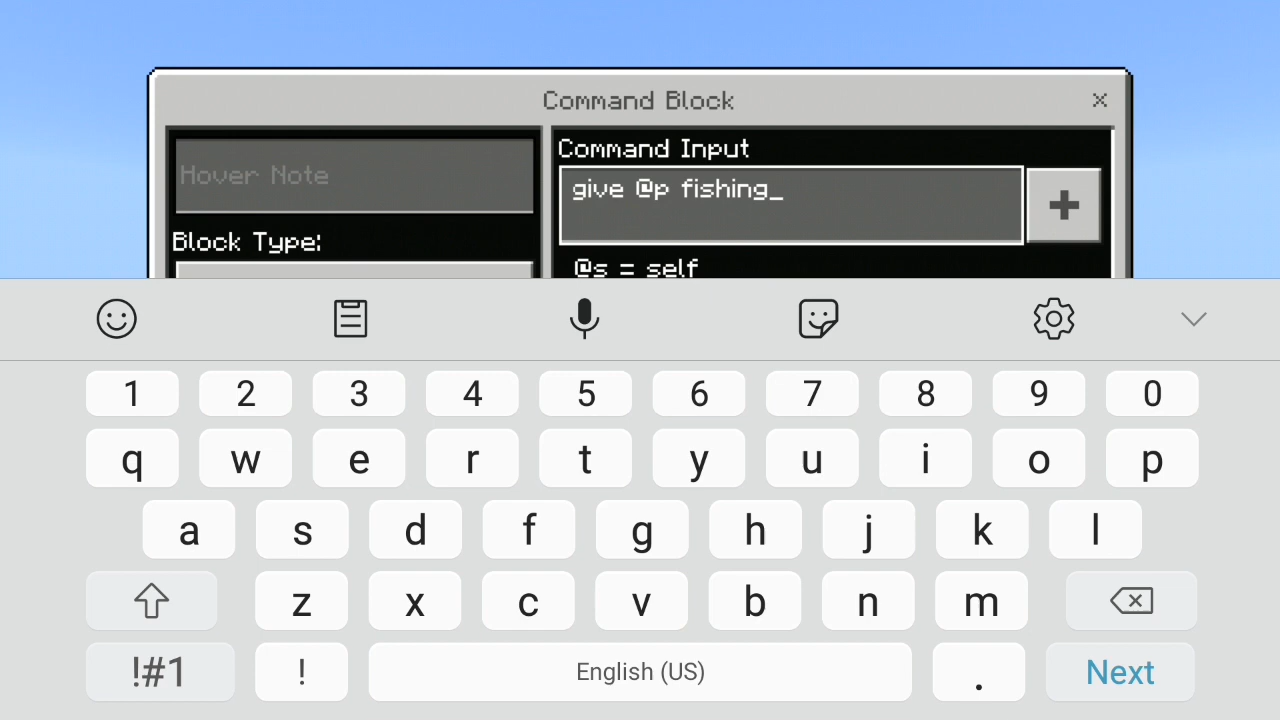 Command Block
Hover Note
Block Type:
Command Input
give @p fishing_
@s = self
1 2 3 4 5 6 7 8 9 0
q w e r t y u i o p
a s d f g h j k l
z x c v b n m
!#1 ! English (US) . Next